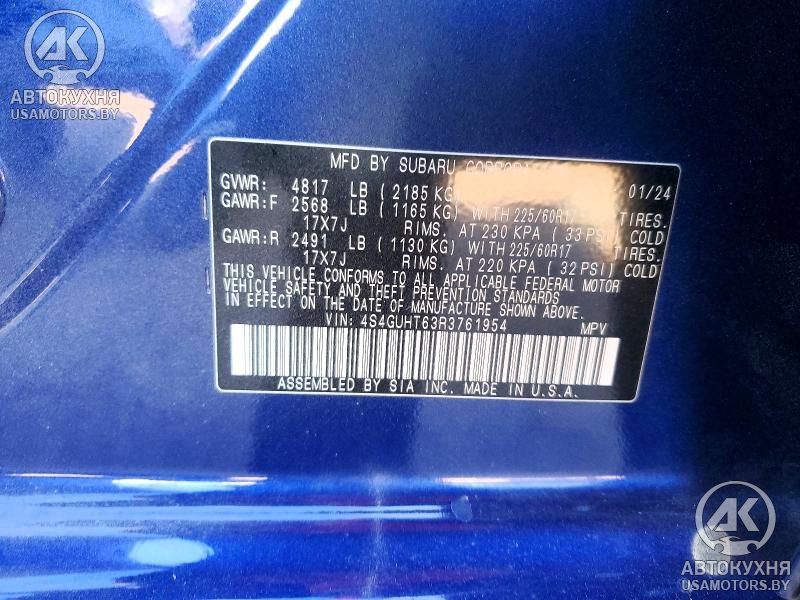 AK
АВТОКУХНЯ
USAMOTORS.BY
MFD BY SUBARU CORPORATION
GVWR: 4817 LB ( 2185 KG) 01/24
GAWR:F 2568 LB ( 1165 KG) WITH 225/60R17 TIRES.
17X7J RIMS. AT 230 KPA ( 33 PSI) COLD
GAWR:R 2491 LB ( 1130 KG) WITH 225/60R17 TIRES.
17X7J RIMS. AT 220 KPA ( 32 PSI) COLD
THIS VEHICLE CONFORMS TO ALL APPLICABLE FEDERAL MOTOR
VEHICLE SAFETY AND THEFT PREVENTION STANDARDS
IN EFFECT ON THE DATE OF MANUFACTURE SHOWN ABOVE.
VIN: 4S4GUHT63R3761954 MPV
ASSEMBLED BY SIA INC. MADE IN U.S.A.
AK
АВТОКУХНЯ
USAMOTORS.BY